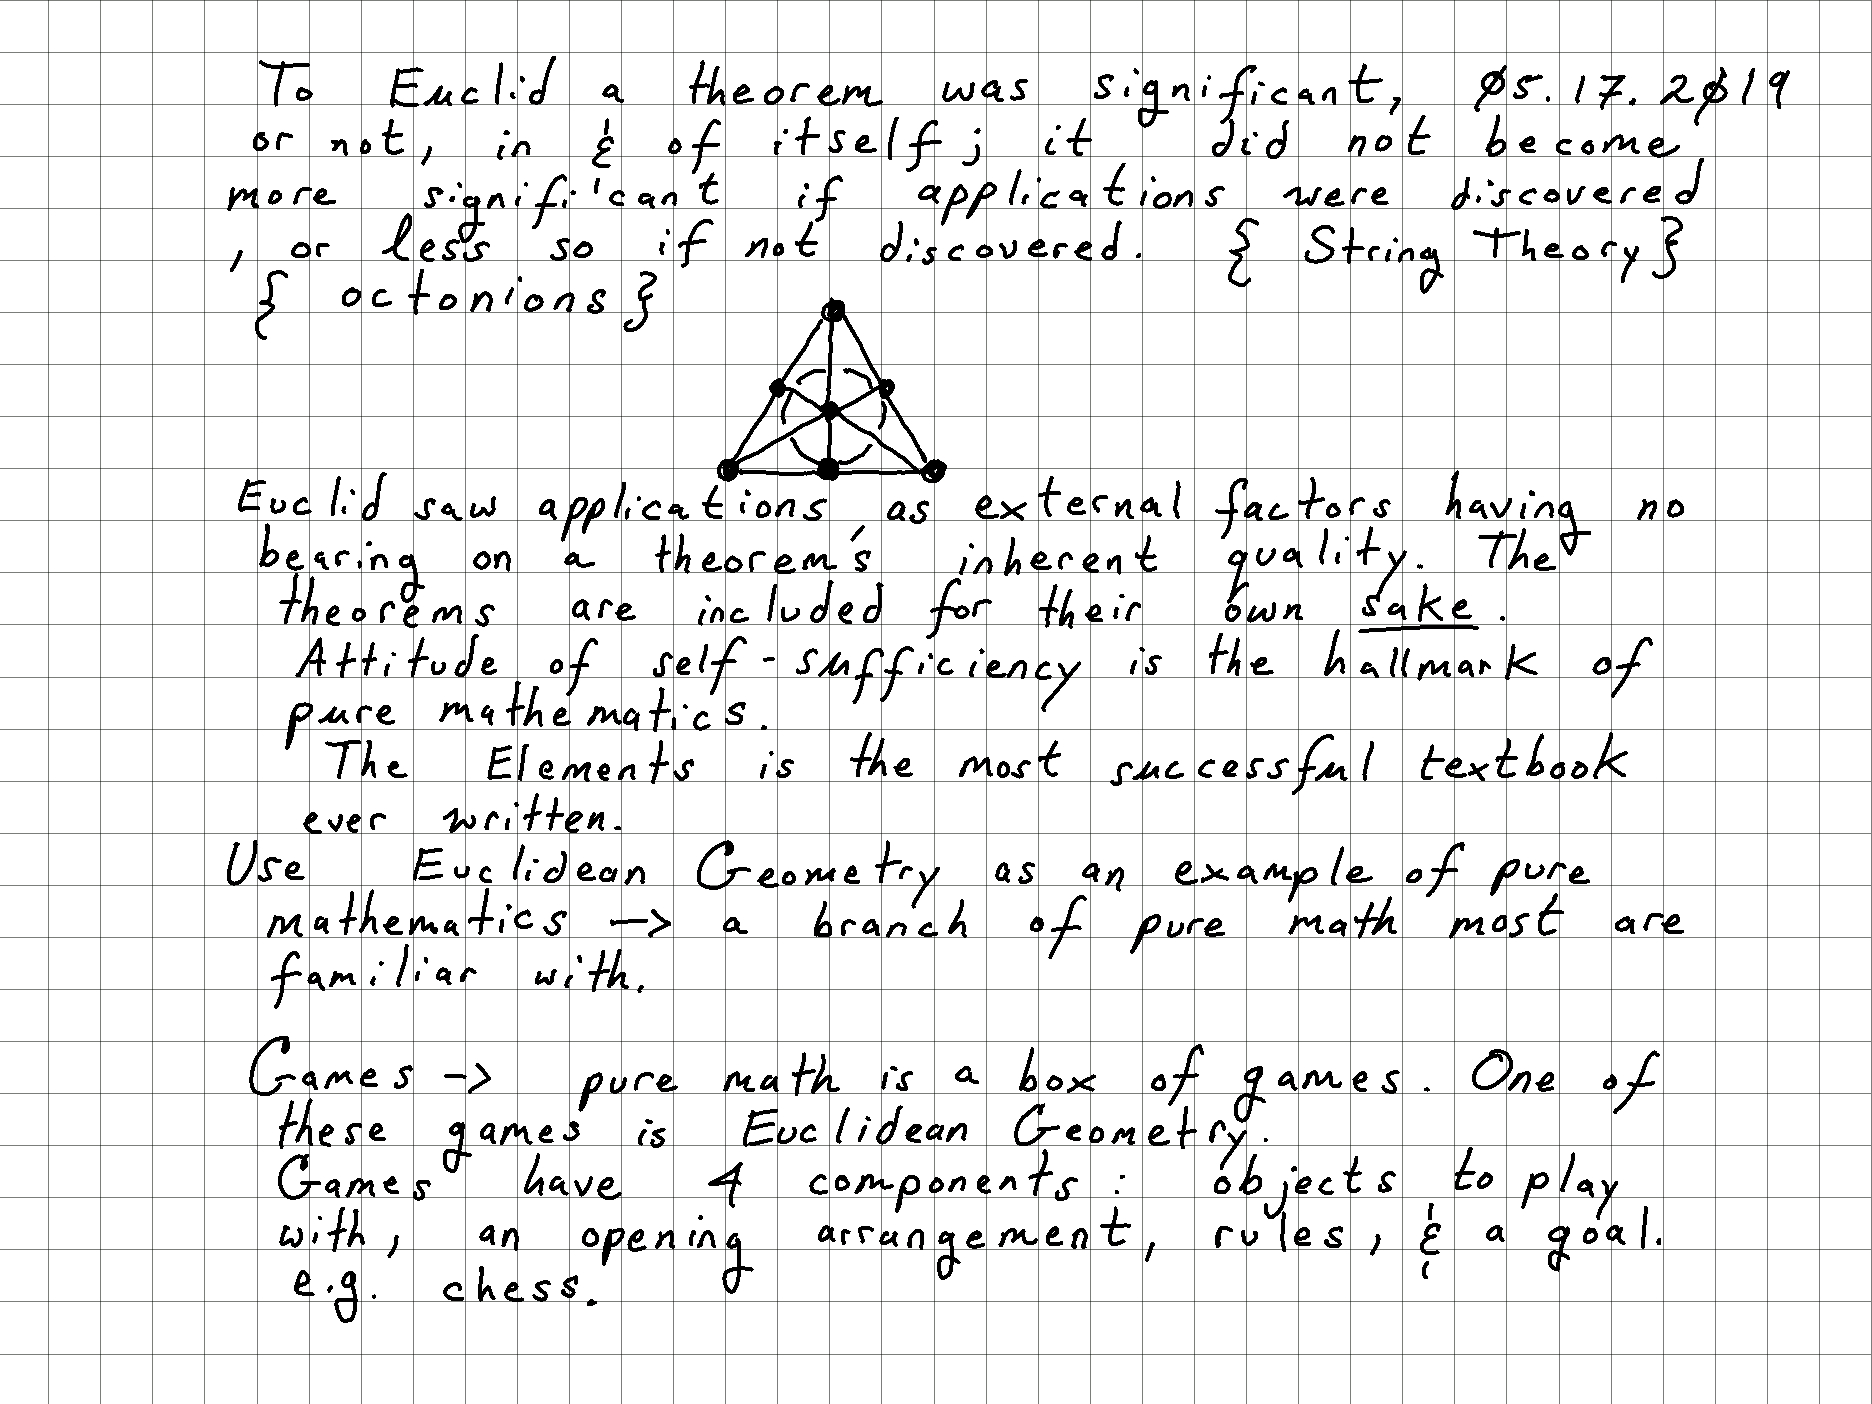 To Euclid a theorem was significant, 05.17.2019
or not, in & of itself; it did not become
more significant if applications were discovered
, or less so if not discovered. { String Theory }
{ octonions }
Euclid saw applications as external factors having no
bearing on a theorem's inherent quality. The
theorems are included for their own sake.
Attitude of self-sufficiency is the hallmark of
pure mathematics.
The Elements is the most successful textbook
ever written.
Use Euclidean Geometry as an example of pure
mathematics -> a branch of pure math most are
familiar with.
Games -> pure math is a box of games. One of
these games is Euclidean Geometry.
Games have 4 components: objects to play
with, an opening arrangement, rules, & a goal.
e.g. chess.